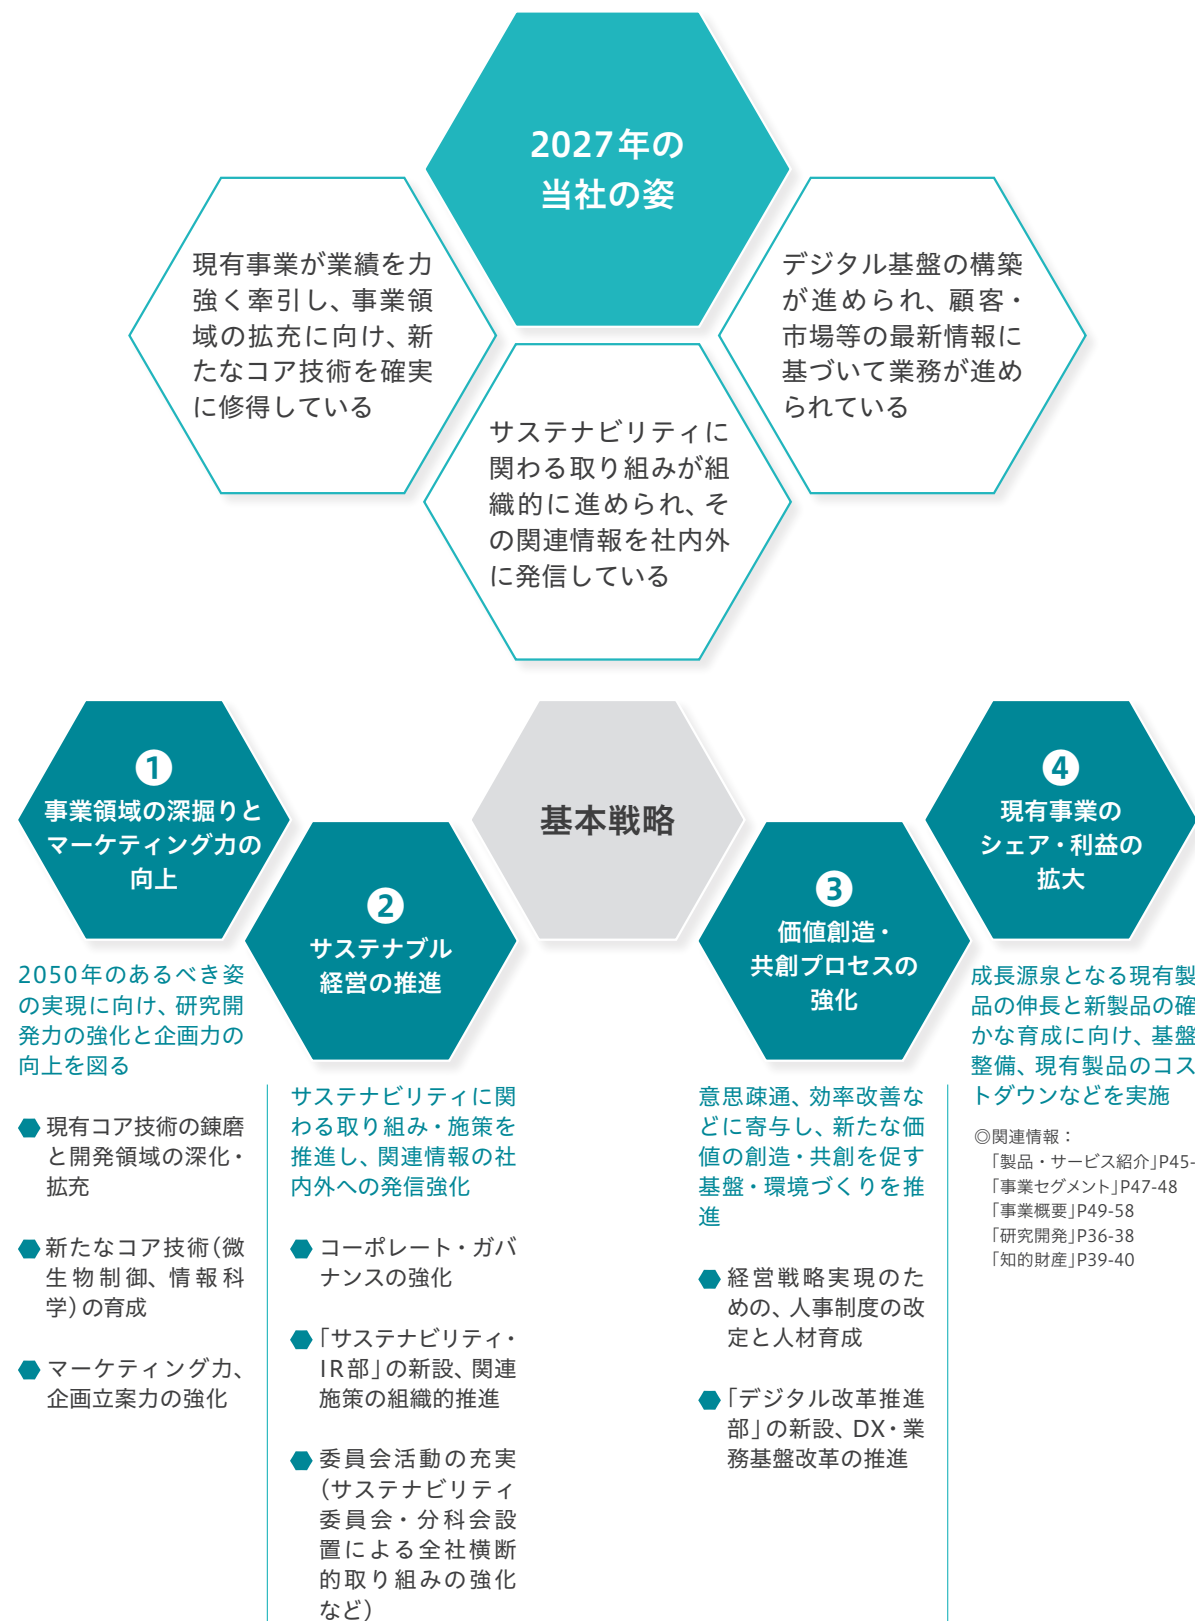 2027年の
当社の姿
現有事業が業績を力
強く牽引し、事業領
域の拡充に向け、新
たなコア技術を確実
に修得している
デジタル基盤の構築
が進められ、顧客・
市場等の最新情報に
基づいて業務が進め
られている
サステナビリティに
関わる取り組みが組
織的に進められ、そ
の関連情報を社内外
に発信している
基本戦略
1
事業領域の深掘りと
マーケティング力の
向上
2050年のあるべき姿
の実現に向け、研究開
発力の強化と企画力の
向上を図る
現有コア技術の錬磨
と開発領域の深化・
拡充
新たなコア技術(微
生物制御、情報科
学)の育成
マーケティング力、
企画立案力の強化
2
サステナブル
経営の推進
サステナビリティに関
わる取り組み・施策を
推進し、関連情報の社
内外への発信強化
コーポレート・ガバ
ナンスの強化
「サステナビリティ・
IR部」の新設、関連
施策の組織的推進
委員会活動の充実
(サステナビリティ
委員会・分科会設
置による全社横断
的取り組みの強化
など)
3
価値創造・
共創プロセスの
強化
意思疎通、効率改善な
どに寄与し、新たな価
値の創造・共創を促す
基盤・環境づくりを推
進
経営戦略実現のた
めの、人事制度の改
定と人材育成
「デジタル改革推進
部」の新設、DX・業
務基盤改革の推進
4
現有事業の
シェア・利益の
拡大
成長源泉となる現有製
品の伸長と新製品の確
かな育成に向け、基盤
整備、現有製品のコス
トダウンなどを実施
◎関連情報：
「製品・サービス紹介」P45-
「事業セグメント」P47-48
「事業概要」P49-58
「研究開発」P36-38
「知的財産」P39-40